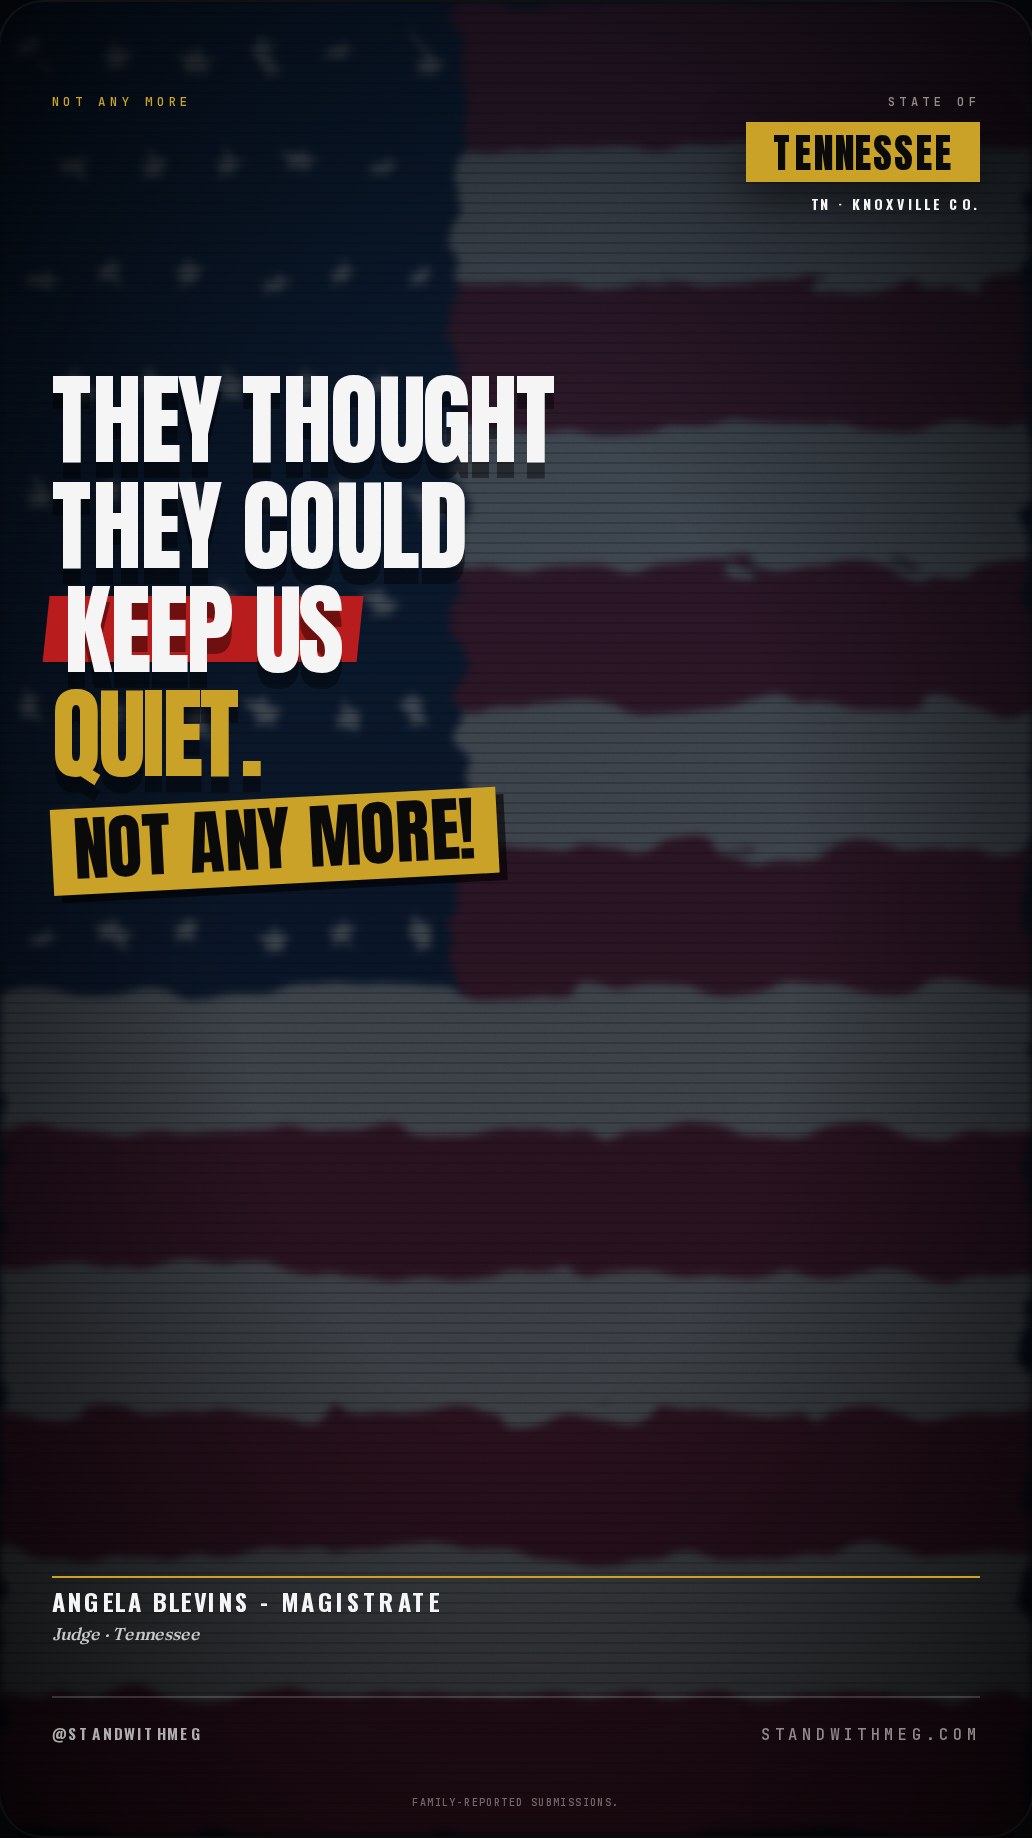 NOT ANY MORE
STATE OF
TENNESSEE
TN · KNOXVILLE CO.
THEY THOUGHT
THEY COULD
KEEP US
QUIET.
NOT ANY MORE!
ANGELA BLEVINS - MAGISTRATE
Judge · Tennessee
@STANDWITHMEG
STANDWITHMEG.COM
FAMILY-REPORTED SUBMISSIONS.